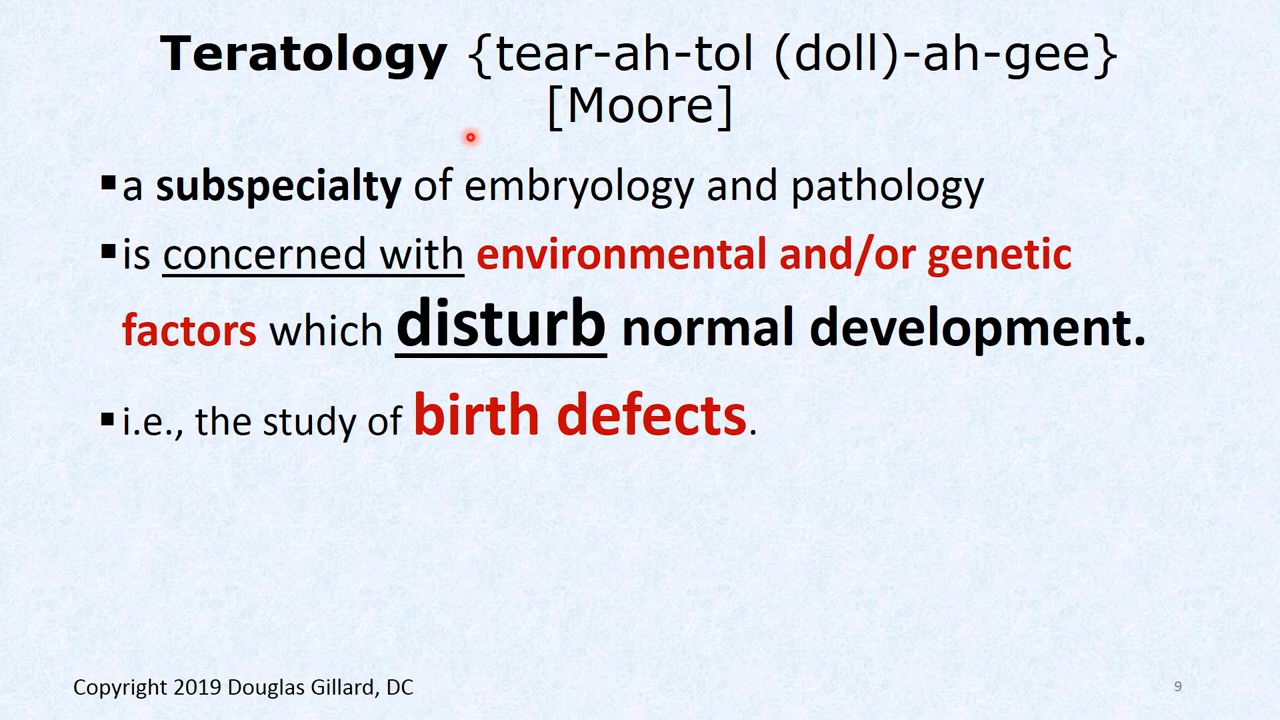 Teratology {tear-ah-tol (doll)-ah-gee}
[Moore]
▪a subspecialty of embryology and pathology
▪is concerned with environmental and/or genetic
factors which disturb normal development.
▪i.e., the study of birth defects.
Copyright 2019 Douglas Gillard, DC
9